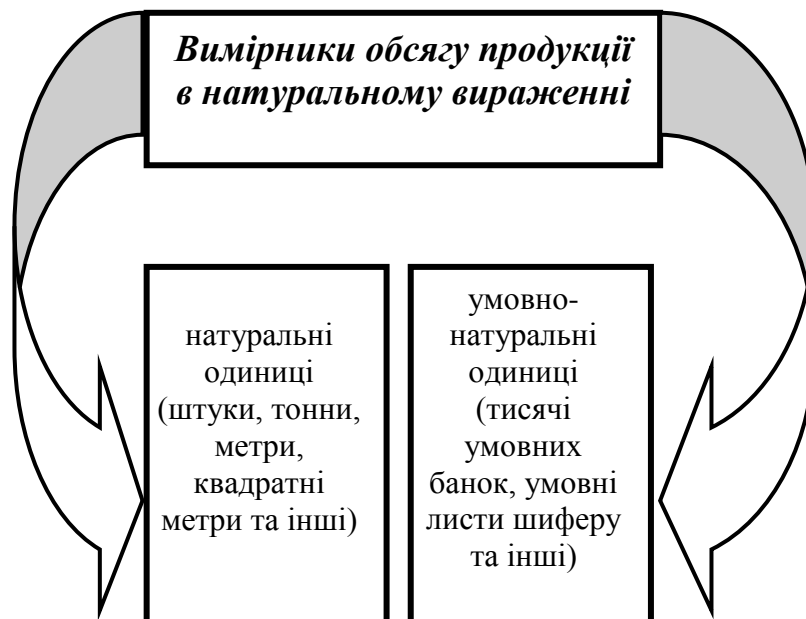 Вимірники обсягу продукції
в натуральному вираженні
натуральні
одиниці
(штуки, тонни,
метри,
квадратні
метри та інші)
умовно-
натуральні
одиниці
(тисячі
умовних
банок, умовні
листи шиферу
та інші)